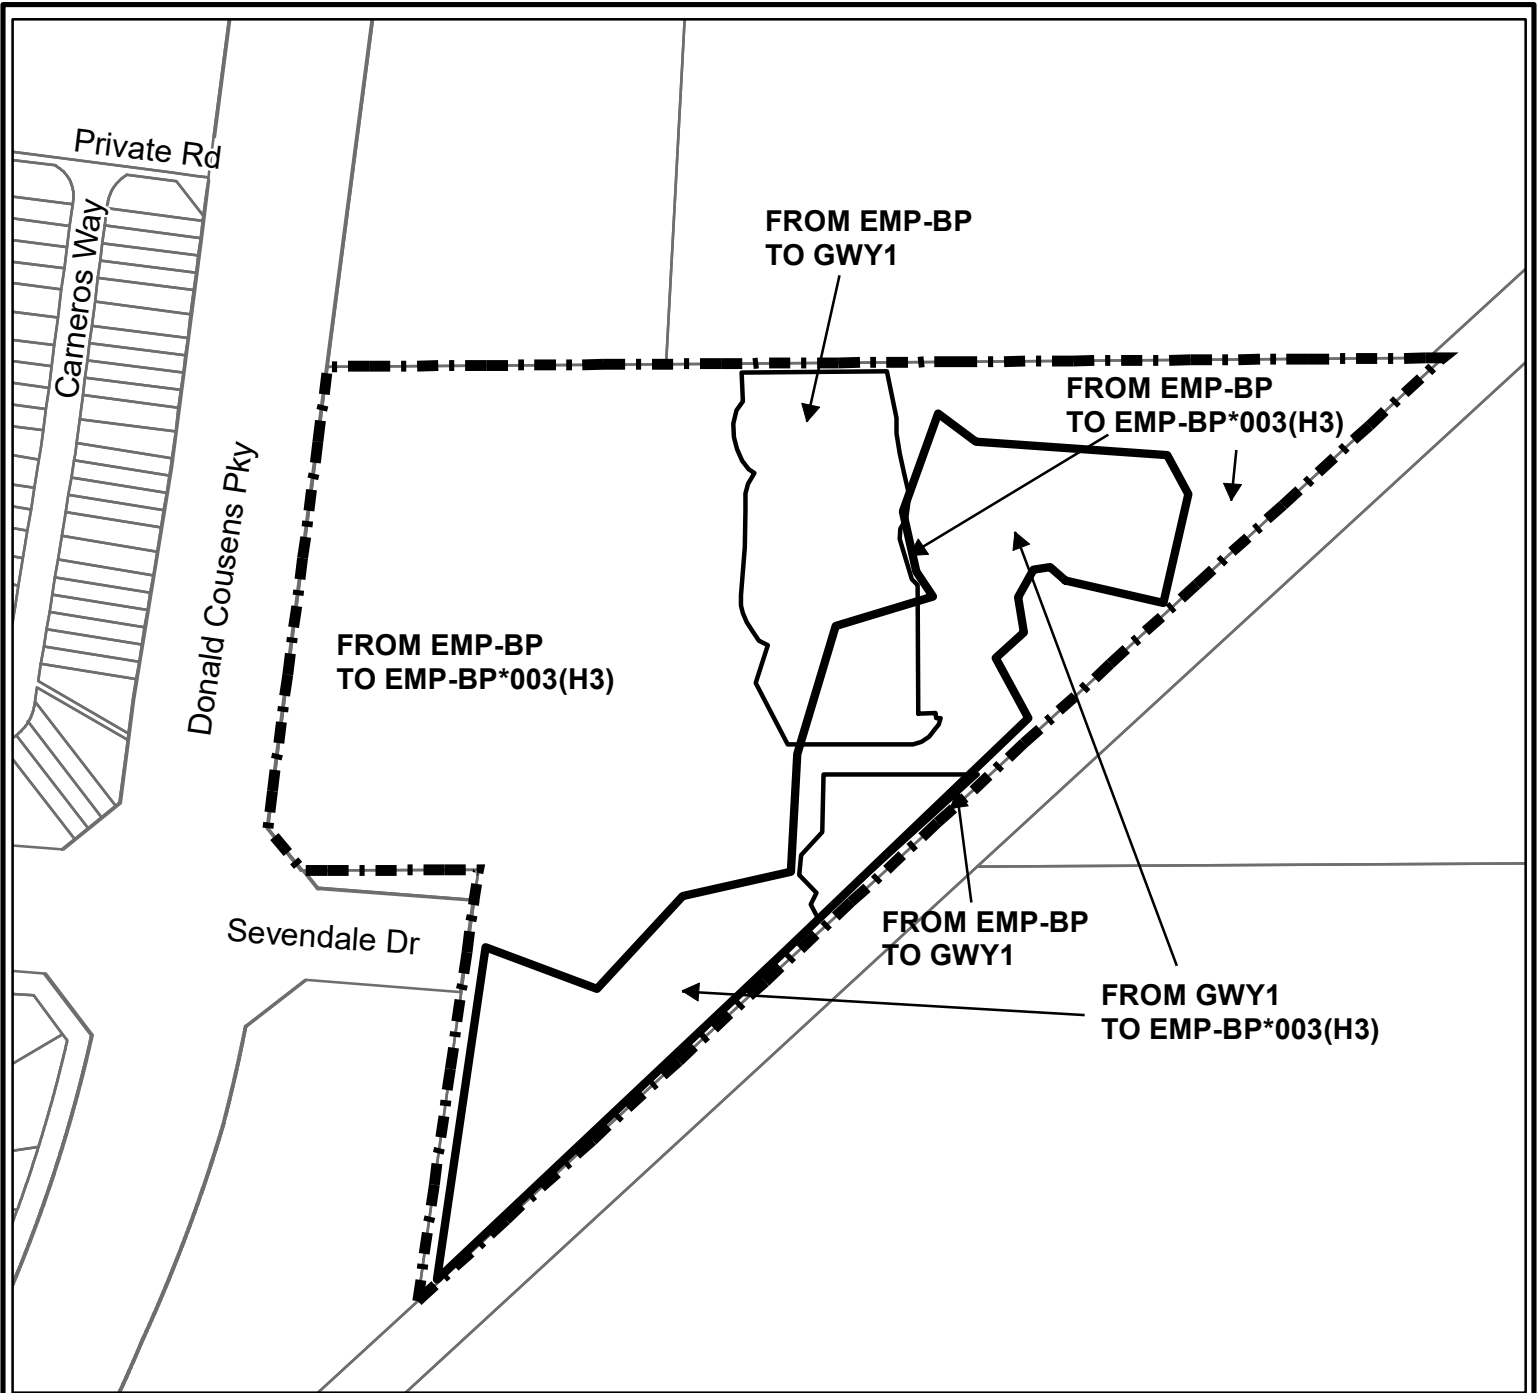 Private Rd
Carneros Way
FROM EMP-BP
TO GWY1
FROM EMP-BP
TO EMP-BP*003(H3)
Donald Cousens Pky
FROM EMP-BP
TO EMP-BP*003(H3)
Sevendale Dr
FROM EMP-BP
TO GWY1
FROM GWY1
TO EMP-BP*003(H3)